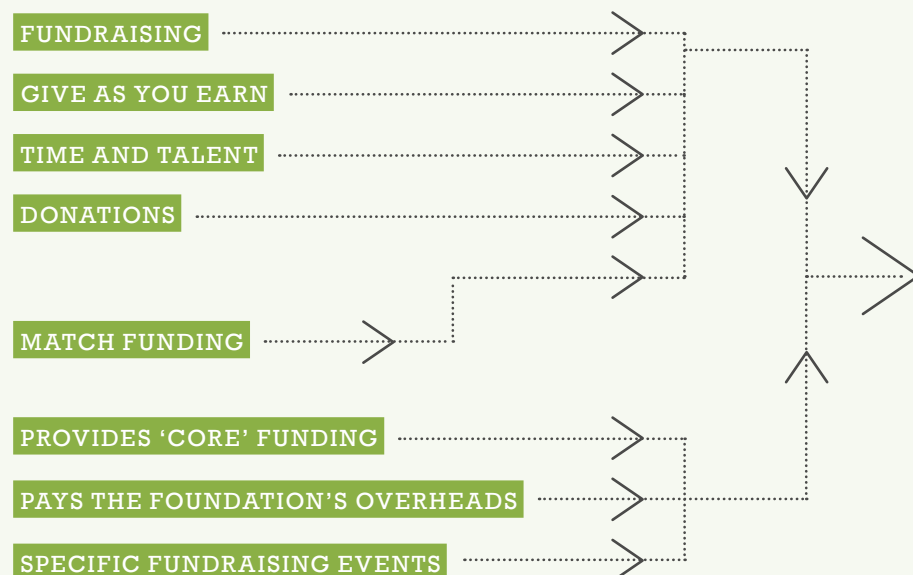 FUNDRAISING
GIVE AS YOU EARN
TIME AND TALENT
DONATIONS
MATCH FUNDING
PROVIDES ‘CORE’ FUNDING
PAYS THE FOUNDATION’S OVERHEADS
SPECIFIC FUNDRAISING EVENTS